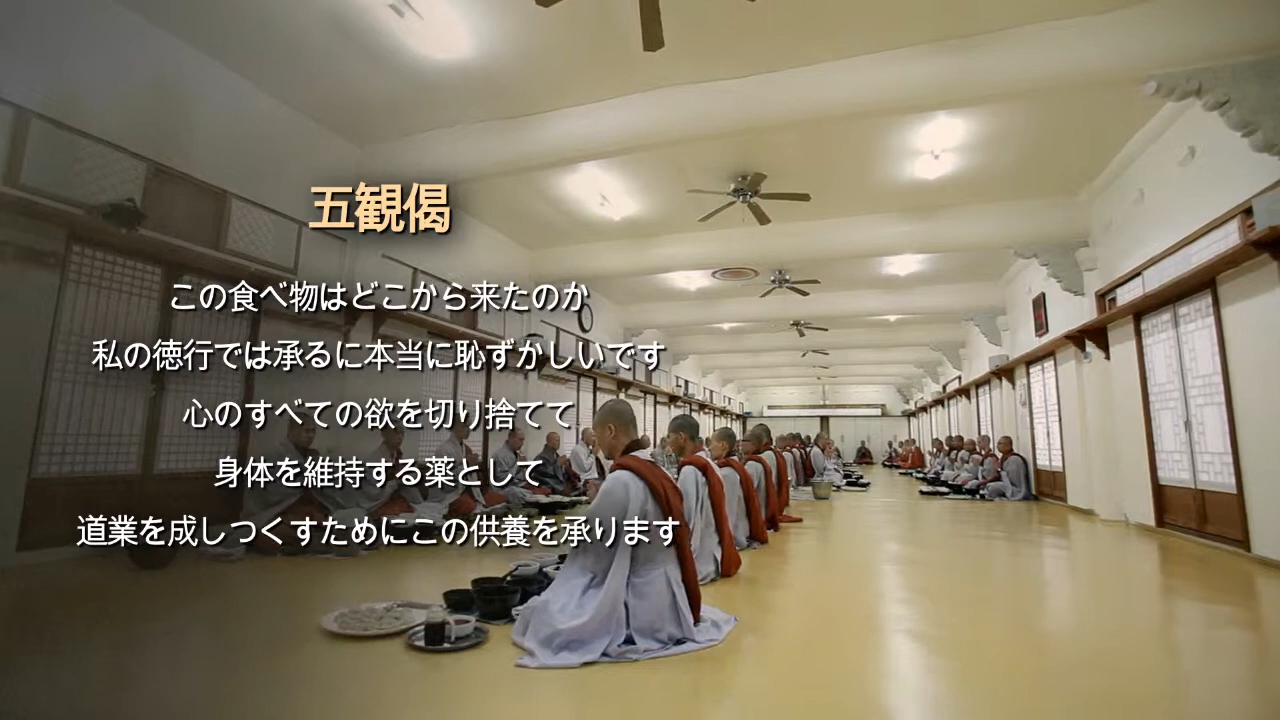 五観偈
この食べ物はどこから来たのか
私の徳行では承るに本当に恥ずかしいです
心のすべての欲を切り捨てて
身体を維持する薬として
道業を成しつくすためにこの供養を承ります